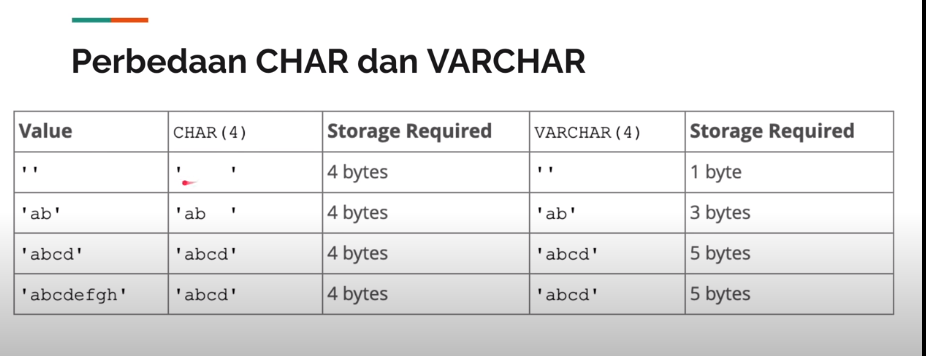 Perbedaan CHAR dan VARCHAR
Value CHAR(4) Storage Required VARCHAR(4) Storage Required
'' '    ' 4 bytes '' 1 byte
'ab' 'ab  ' 4 bytes 'ab' 3 bytes
'abcd' 'abcd' 4 bytes 'abcd' 5 bytes
'abcdefgh' 'abcd' 4 bytes 'abcd' 5 bytes